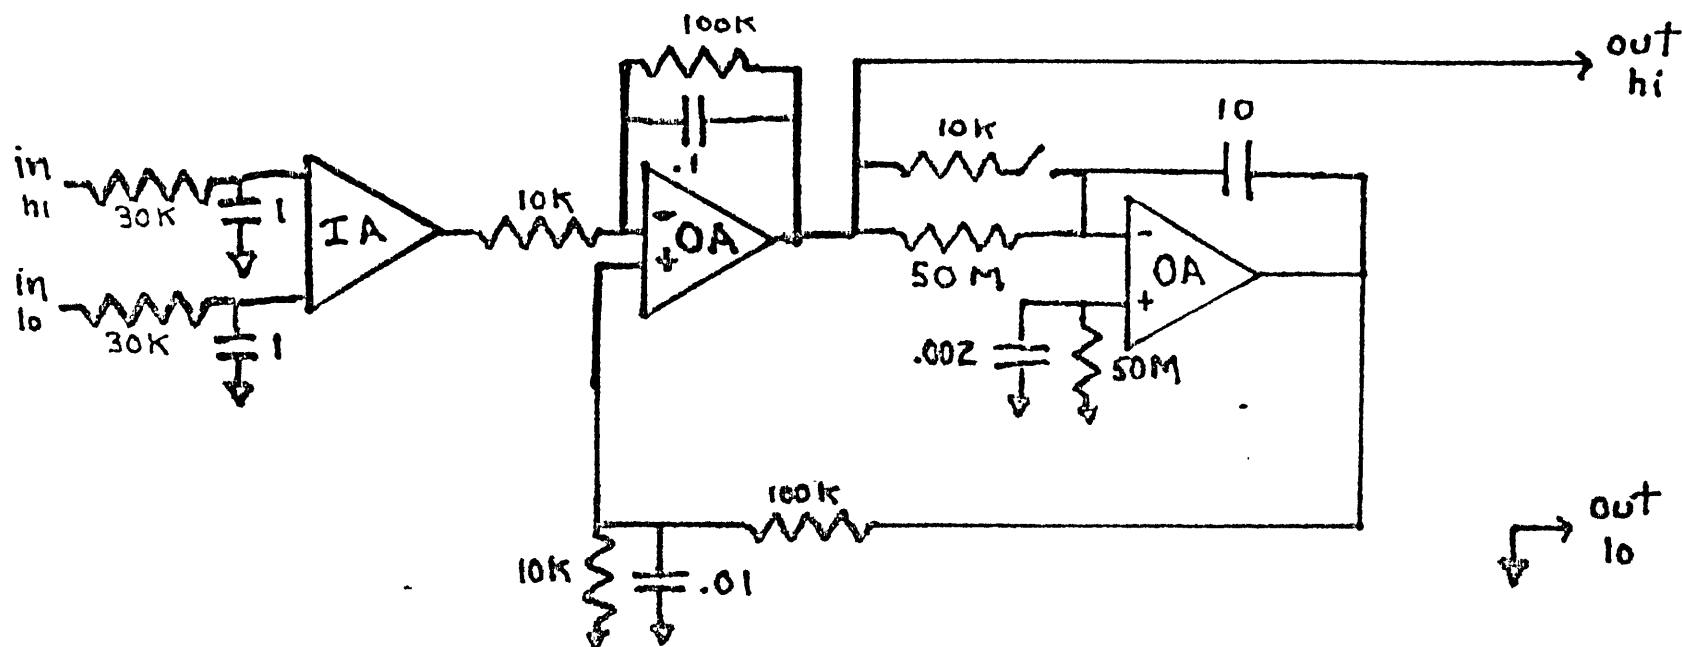 100K
out
hi
10
10K
.1
in
hi
30K
1
IA
10K
-
+
OA
50M
-
+
OA
in
lo
30K
1
.002
50M
100K
10K
.01
out
lo